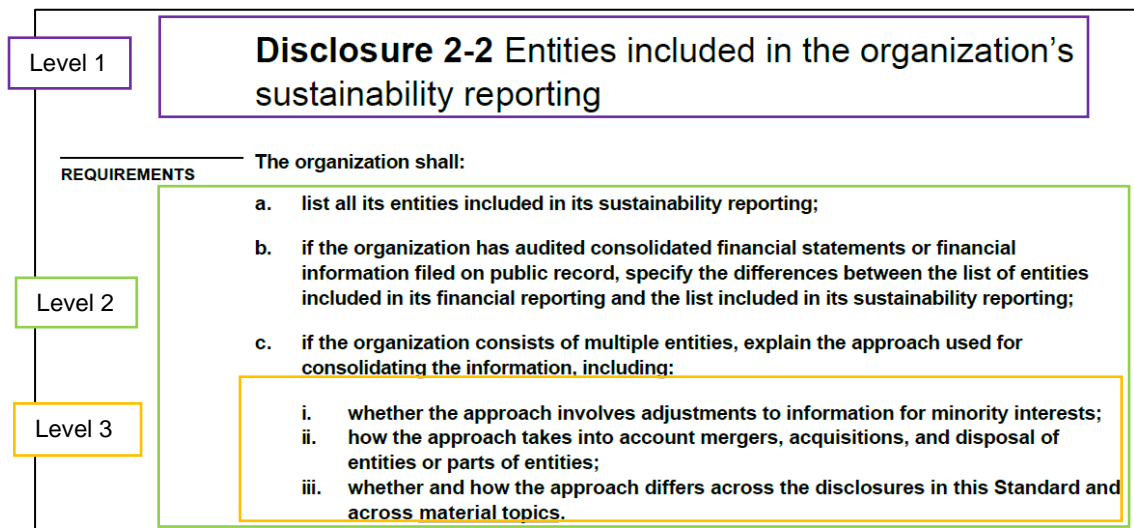 Level 1
Disclosure 2-2 Entities included in the organization's
sustainability reporting
REQUIREMENTS
The organization shall:
a. list all its entities included in its sustainability reporting;
b. if the organization has audited consolidated financial statements or financial
information filed on public record, specify the differences between the list of entities
included in its financial reporting and the list included in its sustainability reporting;
Level 2
c. if the organization consists of multiple entities, explain the approach used for
consolidating the information, including:
Level 3
i. whether the approach involves adjustments to information for minority interests;
ii. how the approach takes into account mergers, acquisitions, and disposal of
entities or parts of entities;
iii. whether and how the approach differs across the disclosures in this Standard and
across material topics.